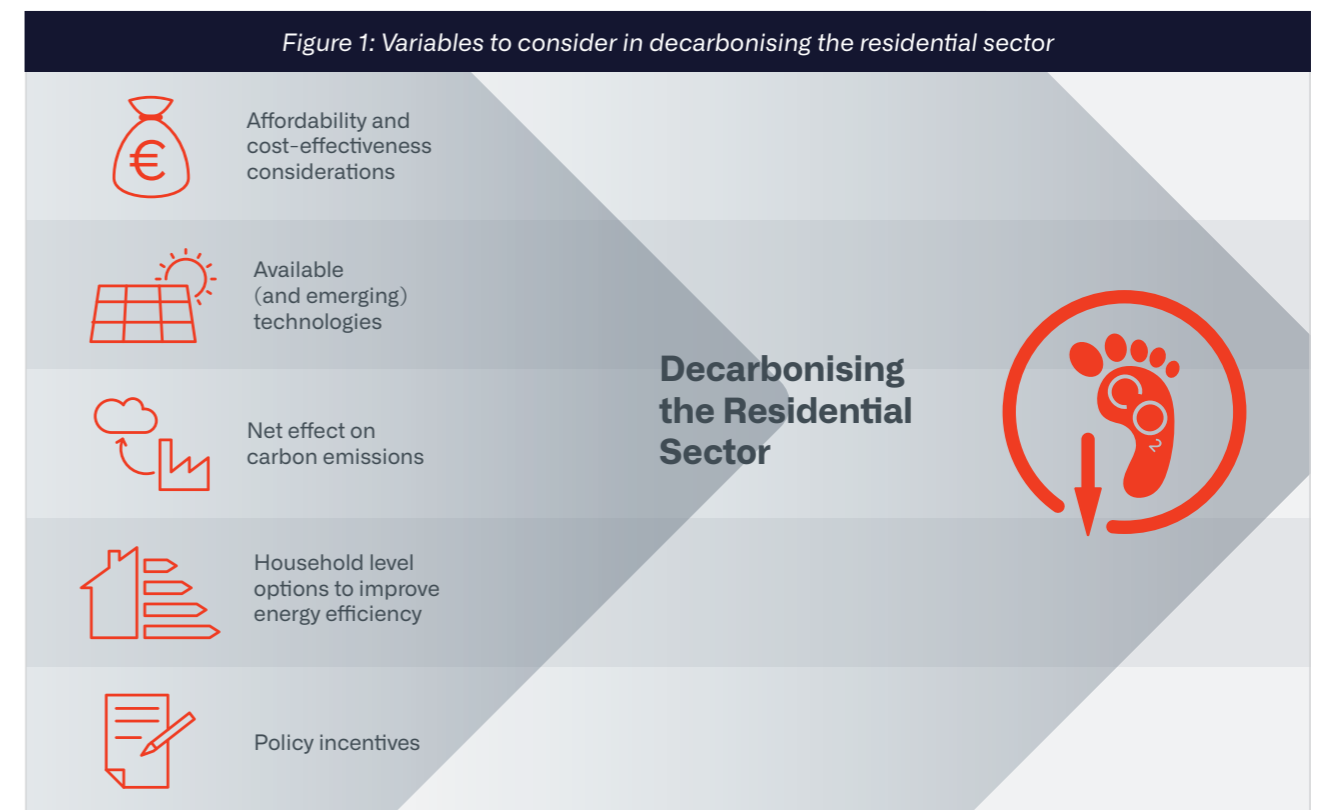 Figure 1: Variables to consider in decarbonising the residential sector
€
Affordability and
cost-effectiveness
considerations
Available
(and emerging)
technologies
Net effect on
carbon emissions
Household level
options to improve
energy efficiency
Policy incentives
Decarbonising
the Residential
Sector
CO2